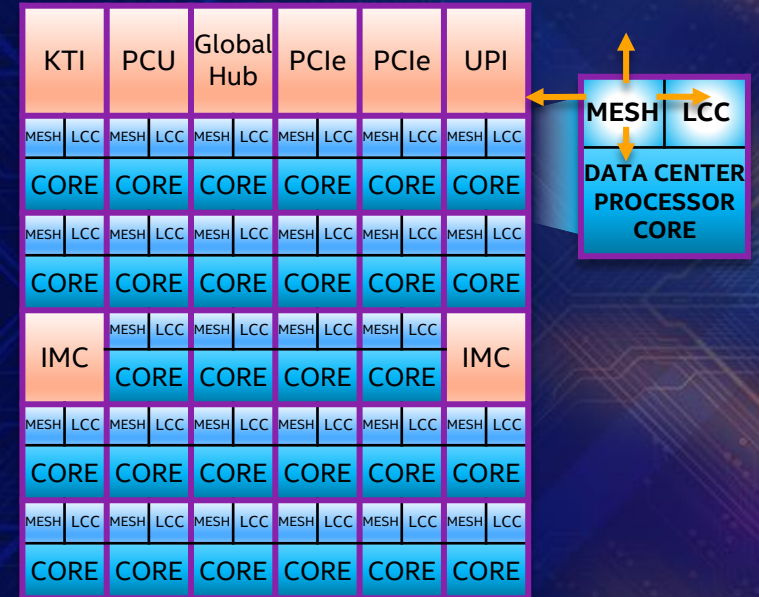 KTI PCU Global Hub PCIe PCIe UPI
MESH LCC MESH LCC MESH LCC MESH LCC MESH LCC MESH LCC
CORE CORE CORE CORE CORE CORE
MESH LCC MESH LCC MESH LCC MESH LCC MESH LCC MESH LCC
CORE CORE CORE CORE CORE CORE
IMC
MESH LCC MESH LCC MESH LCC MESH LCC
CORE CORE CORE CORE
IMC
MESH LCC MESH LCC MESH LCC MESH LCC MESH LCC MESH LCC
CORE CORE CORE CORE CORE CORE
MESH LCC MESH LCC MESH LCC MESH LCC MESH LCC MESH LCC
CORE CORE CORE CORE CORE CORE
MESH LCC
DATA CENTER
PROCESSOR
CORE